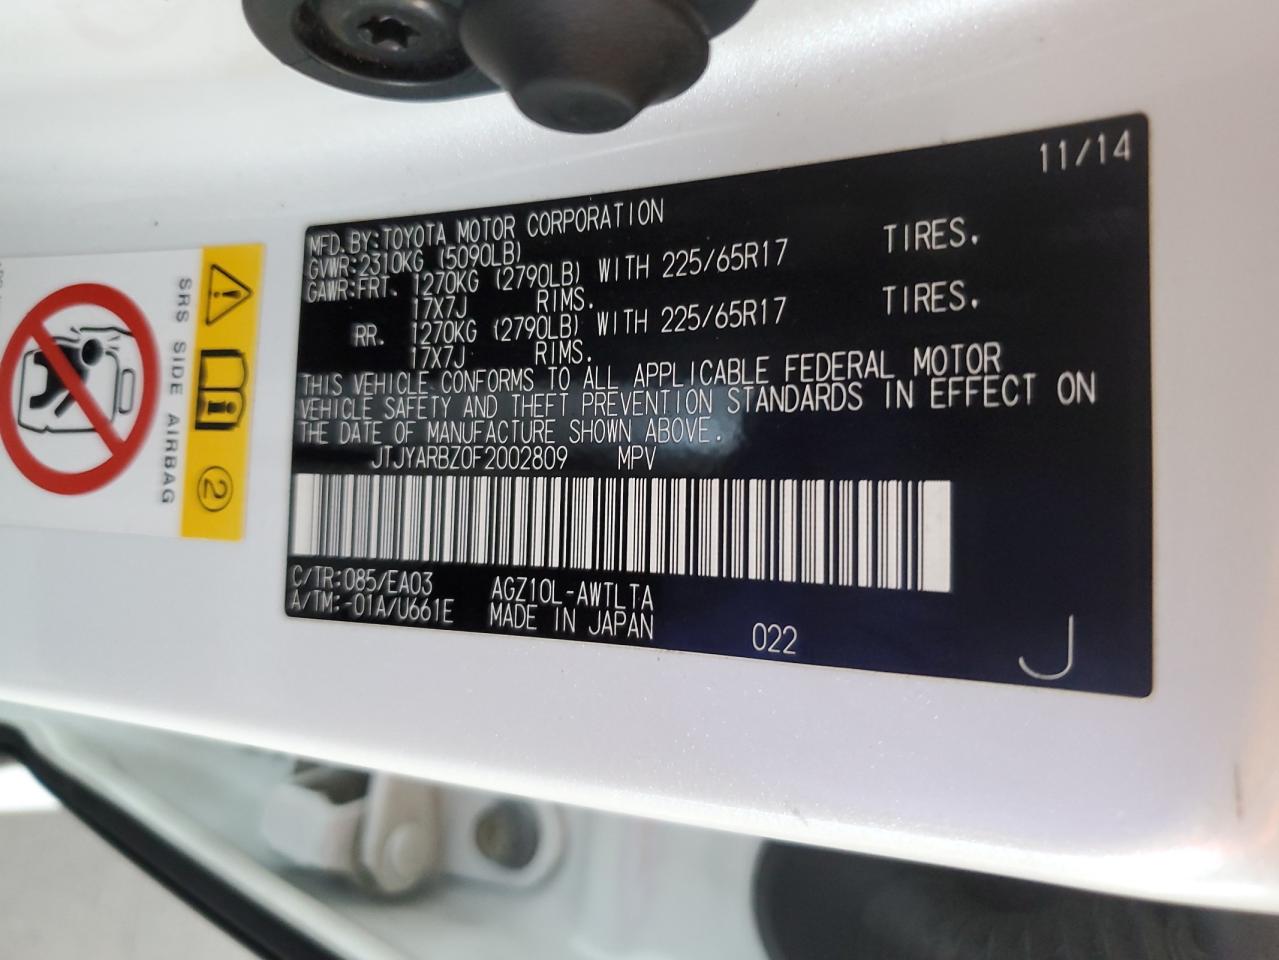 11/14
MFD.BY:TOYOTA MOTOR CORPORATION
GVWR:2310KG (5090LB)
GAWR:FRT. 1270KG (2790LB) WITH 225/65R17 TIRES.
17X7J RIMS.
RR. 1270KG (2790LB) WITH 225/65R17 TIRES.
17X7J RIMS.
THIS VEHICLE CONFORMS TO ALL APPLICABLE FEDERAL MOTOR
VEHICLE SAFETY AND THEFT PREVENTION STANDARDS IN EFFECT ON
THE DATE OF MANUFACTURE SHOWN ABOVE.
JTJYARBZ0F2002809 MPV
C/TR:085/EA03 AGZ10L-AWTLTA
A/TM:-01A/U661E MADE IN JAPAN
022
J
SRS SIDE AIRBAG
2